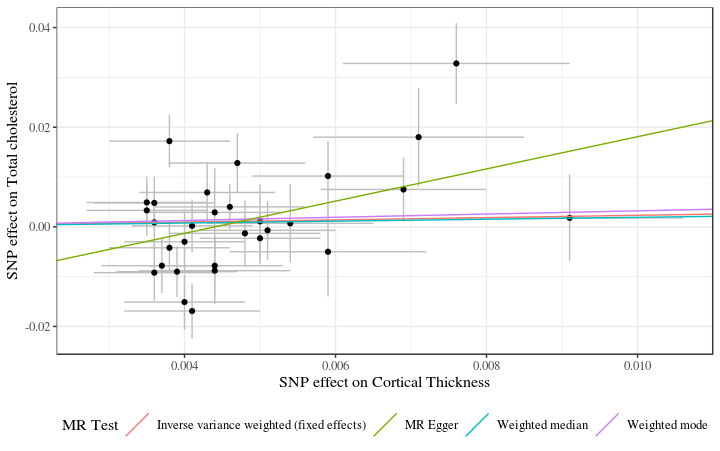 SNP effect on Total cholesterol
0.04
0.02
0.00
-0.02
0.004 0.006 0.008 0.010
SNP effect on Cortical Thickness
MR Test Inverse variance weighted (fixed effects) MR Egger Weighted median Weighted mode